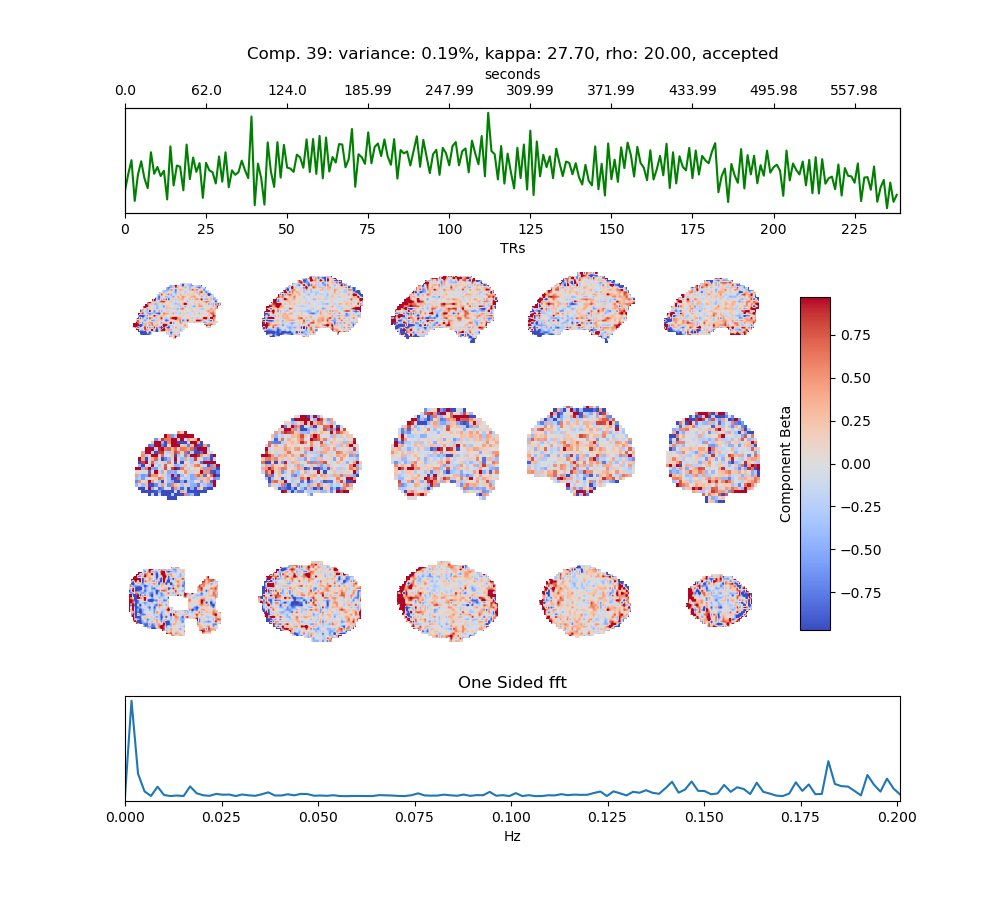 Comp. 39: variance: 0.19%, kappa: 27.70, rho: 20.00, accepted
seconds
0.0 62.0 124.0 185.99 247.99 309.99 371.99 433.99 495.98 557.98
0 25 50 75 100 125 150 175 200 225
TRs
0.75
0.50
0.25
0.00
−0.25
−0.50
−0.75
Component Beta
One Sided fft
0.000 0.025 0.050 0.075 0.100 0.125 0.150 0.175 0.200
Hz